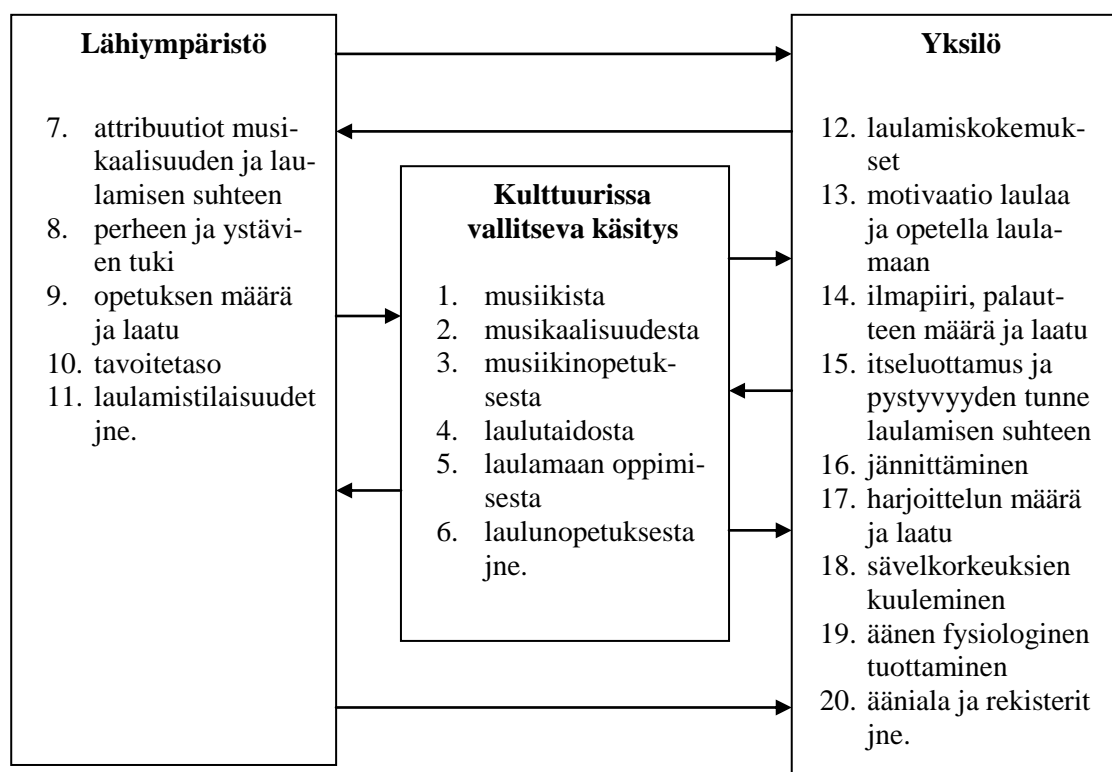 Lähiympäristö
7. attribuutiot musi-
kaalisuuden ja lau-
lamisen suhteen
8. perheen ja ystävi-
en tuki
9. opetuksen määrä
ja laatu
10. tavoitetaso
11. laulamistilaisuudet
jne.
Kulttuurissa
vallitseva käsitys
1. musiikista
2. musikaalisuudesta
3. musiikinopetuk-
sesta
4. laulutaidosta
5. laulamaan oppimi-
sesta
6. laulunopetuksesta
jne.
Yksilö
12. laulamiskokemuk-
set
13. motivaatio laulaa
ja opetella laula-
maan
14. ilmapiiri, palaut-
teen määrä ja laatu
15. itseluottamus ja
pystyvyyden tunne
laulamisen suhteen
16. jännittäminen
17. harjoittelun määrä
ja laatu
18. sävelkorkeuksien
kuuleminen
19. äänen fysiologinen
tuottaminen
20. ääniala ja rekisterit
jne.